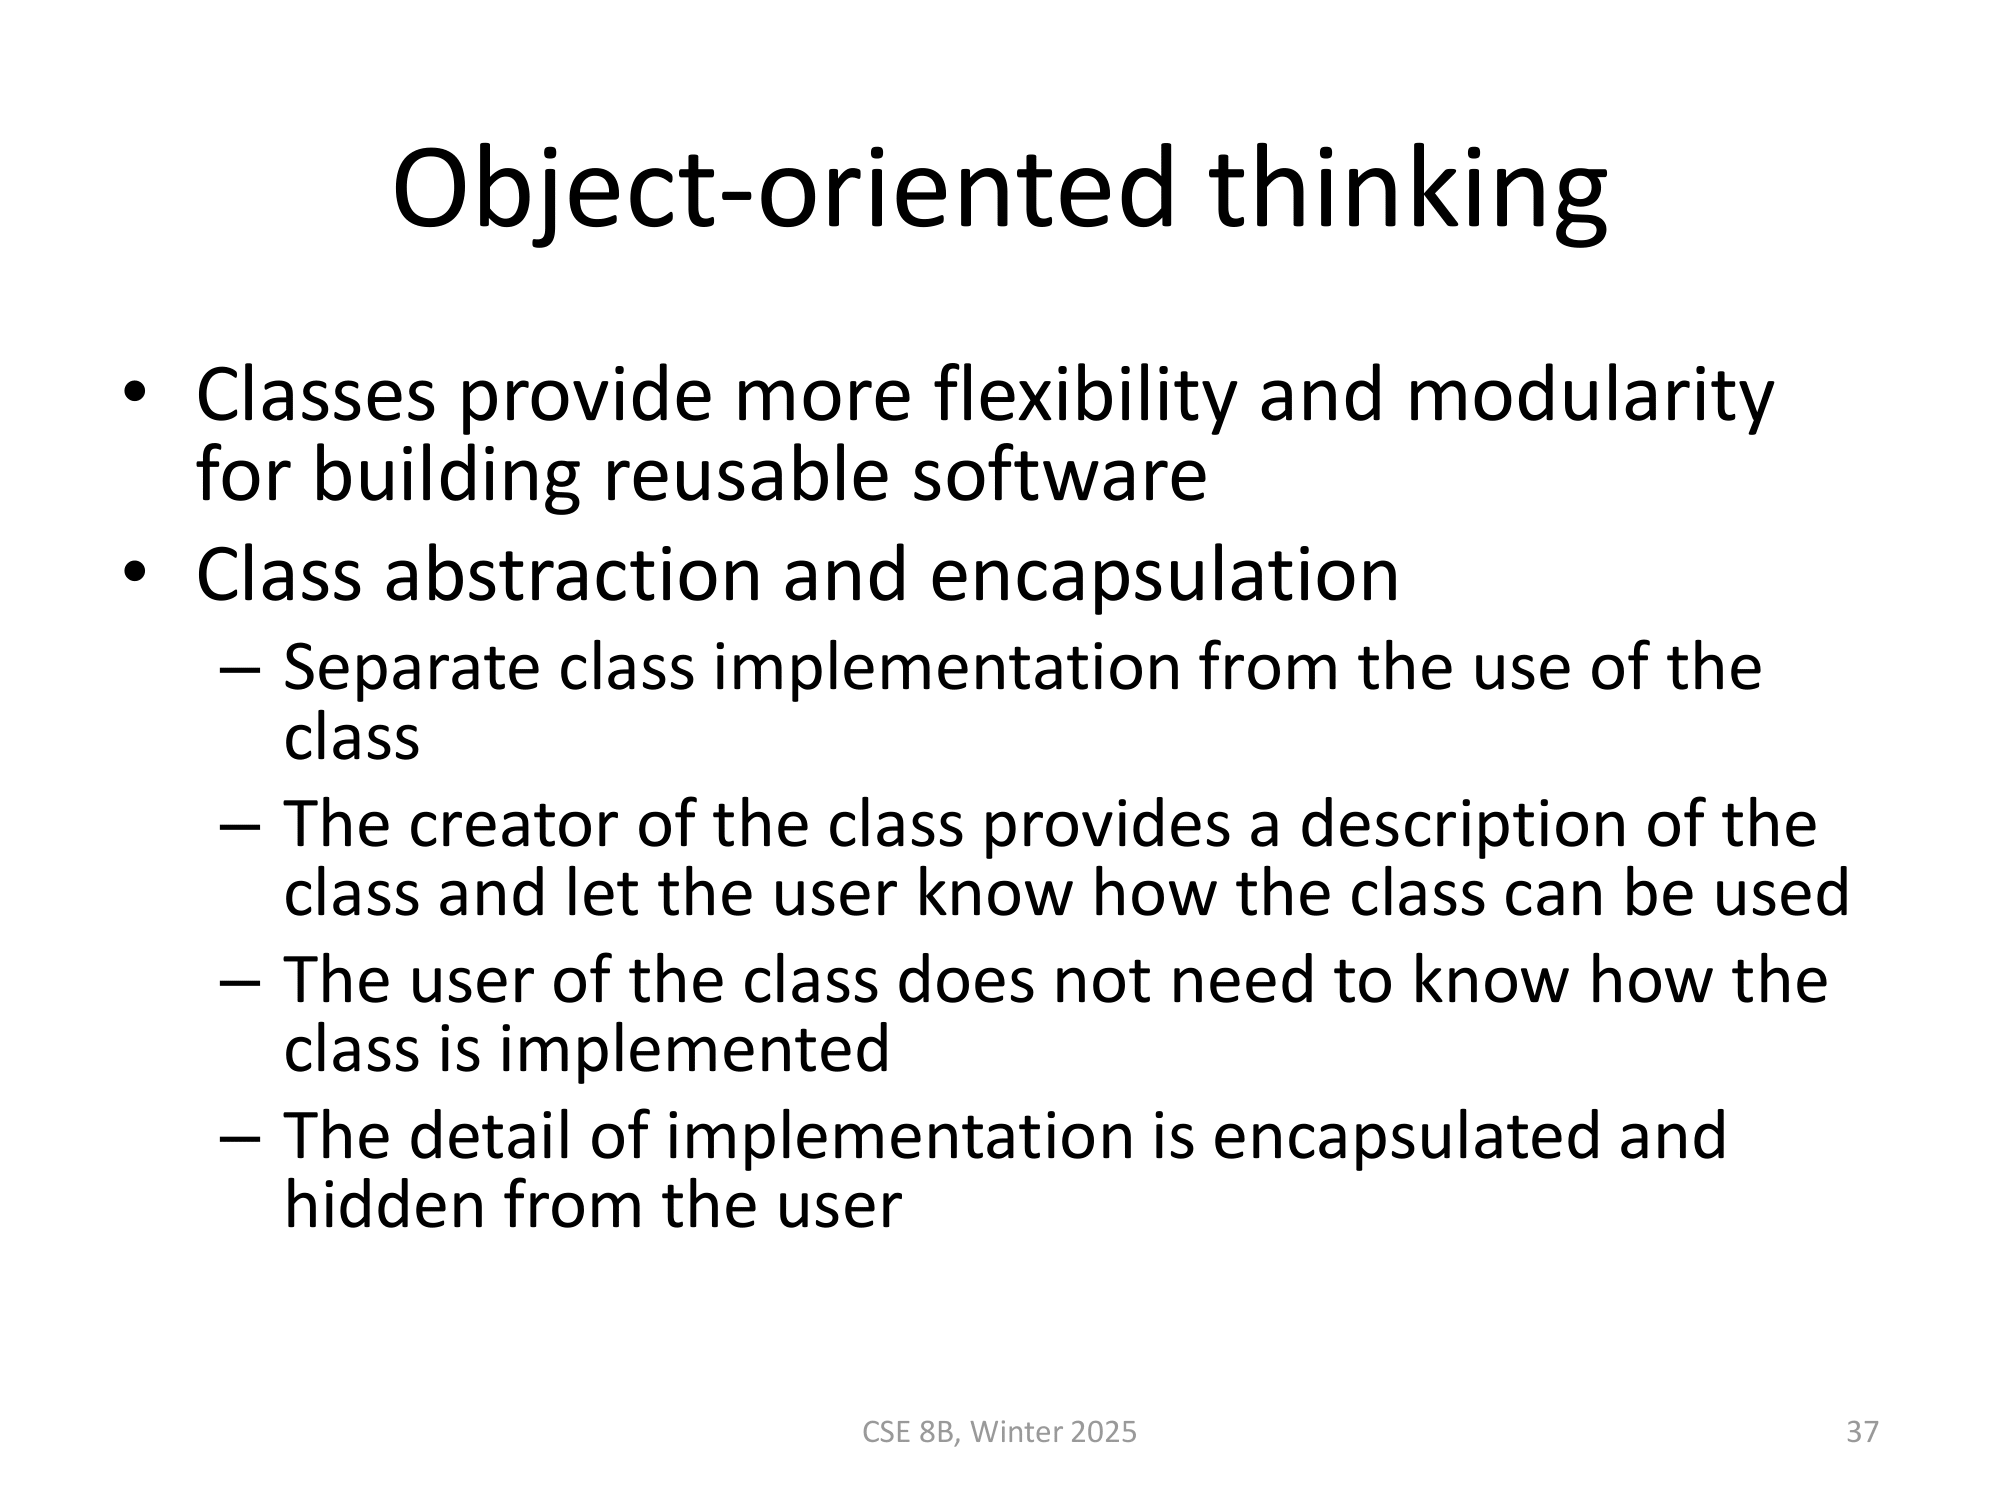 Object-oriented thinking
• Classes provide more flexibility and modularity
for building reusable software
• Class abstraction and encapsulation
– Separate class implementation from the use of the
class
– The creator of the class provides a description of the
class and let the user know how the class can be used
– The user of the class does not need to know how the
class is implemented
– The detail of implementation is encapsulated and
hidden from the user
CSE 8B, Winter 2025
37